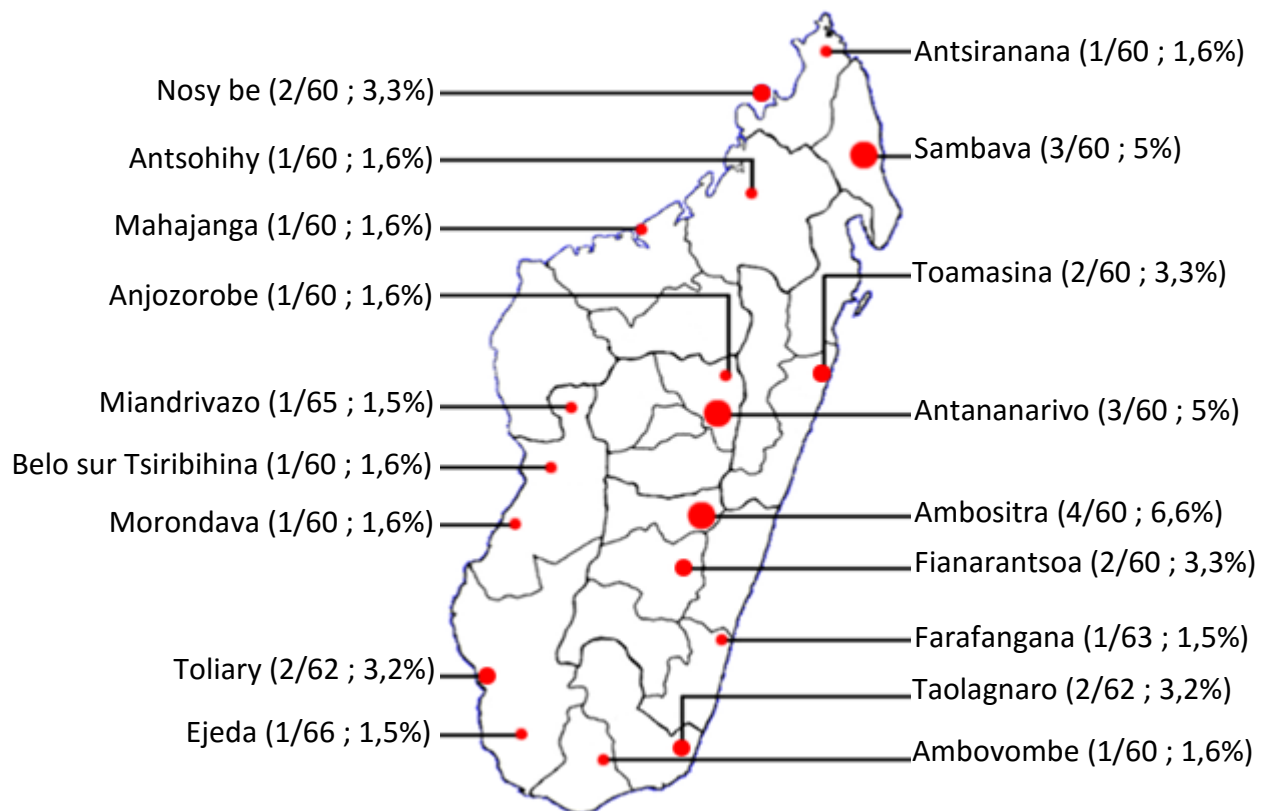 Antsiranana (1/60 ; 1,6%)
Nosy be (2/60 ; 3,3%)
Sambava (3/60 ; 5%)
Antsohihy (1/60 ; 1,6%)
Mahajanga (1/60 ; 1,6%)
Toamasina (2/60 ; 3,3%)
Anjozorobe (1/60 ; 1,6%)
Miandrivazo (1/65 ; 1,5%)
Antananarivo (3/60 ; 5%)
Belo sur Tsiribihina (1/60 ; 1,6%)
Ambositra (4/60 ; 6,6%)
Morondava (1/60 ; 1,6%)
Fianarantsoa (2/60 ; 3,3%)
Farafangana (1/63 ; 1,5%)
Toliary (2/62 ; 3,2%)
Taolagnaro (2/62 ; 3,2%)
Ejeda (1/66 ; 1,5%)
Ambovombe (1/60 ; 1,6%)